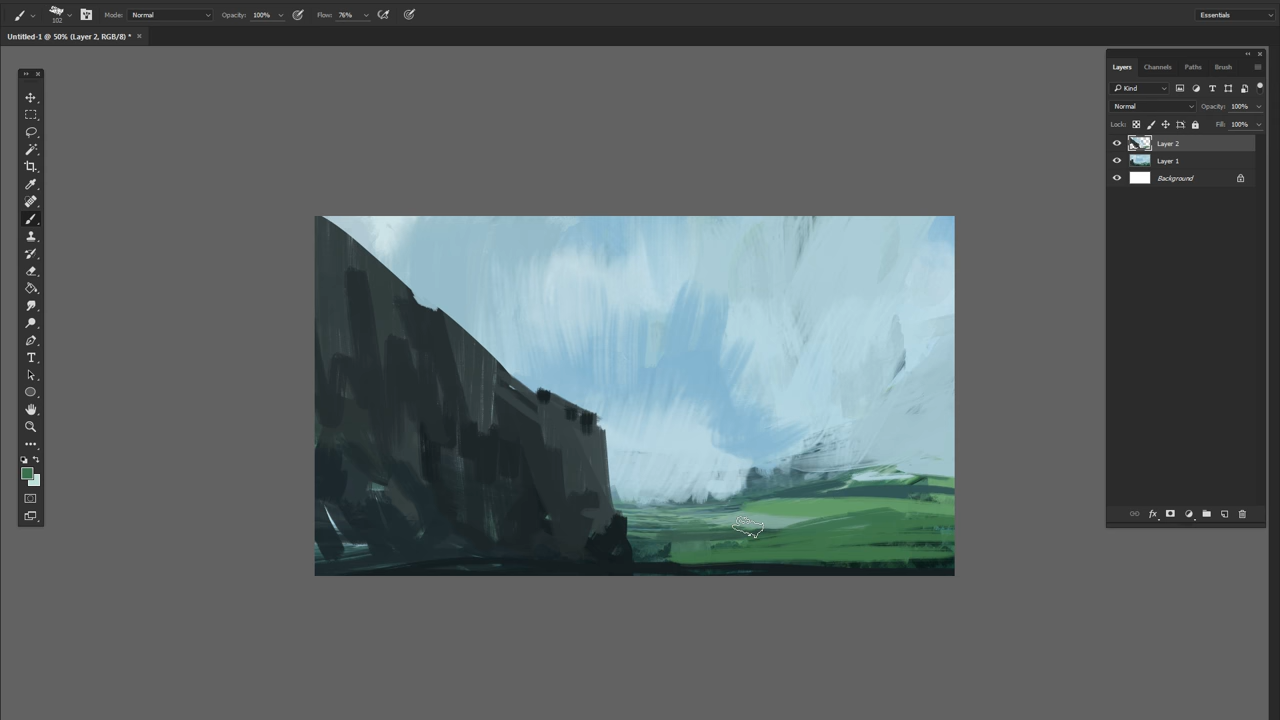 102 Mode: Normal Opacity: 100% Flow: 76% Essentials
Untitled-1 @ 50% (Layer 2, RGB/8) * ×
Layers Channels Paths Brush
Kind
Normal Opacity: 100%
Lock: Fill: 100%
Layer 2
Layer 1
Background
T
fx